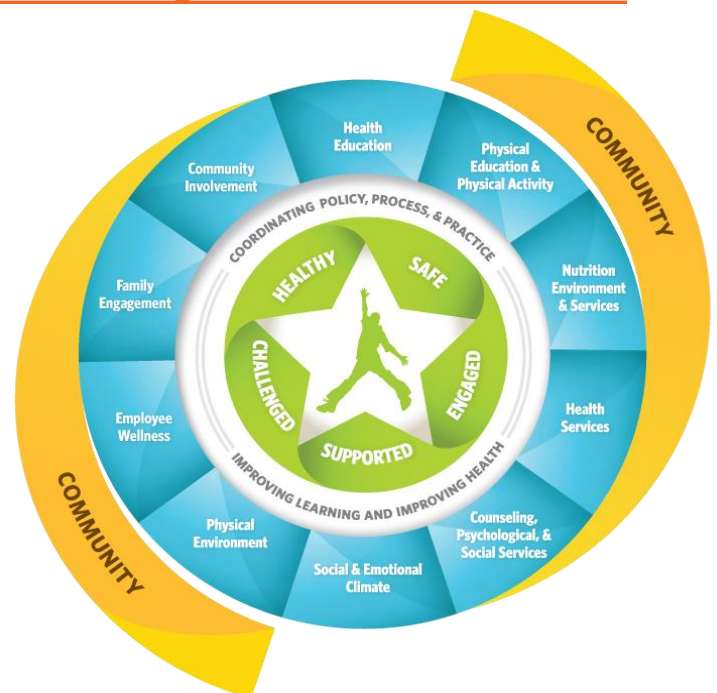 COMMUNITY
Health
Education
Physical
Education &
Physical Activity
Nutrition
Environment
& Services
Health
Services
Counseling,
Psychological, &
Social Services
Social & Emotional
Climate
Physical
Environment
Employee
Wellness
Family
Engagement
Community
Involvement
COORDINATING POLICY, PROCESS, & PRACTICE
IMPROVING LEARNING AND IMPROVING HEALTH
HEALTHY
SAFE
ENGAGED
SUPPORTED
CHALLENGED
COMMUNITY